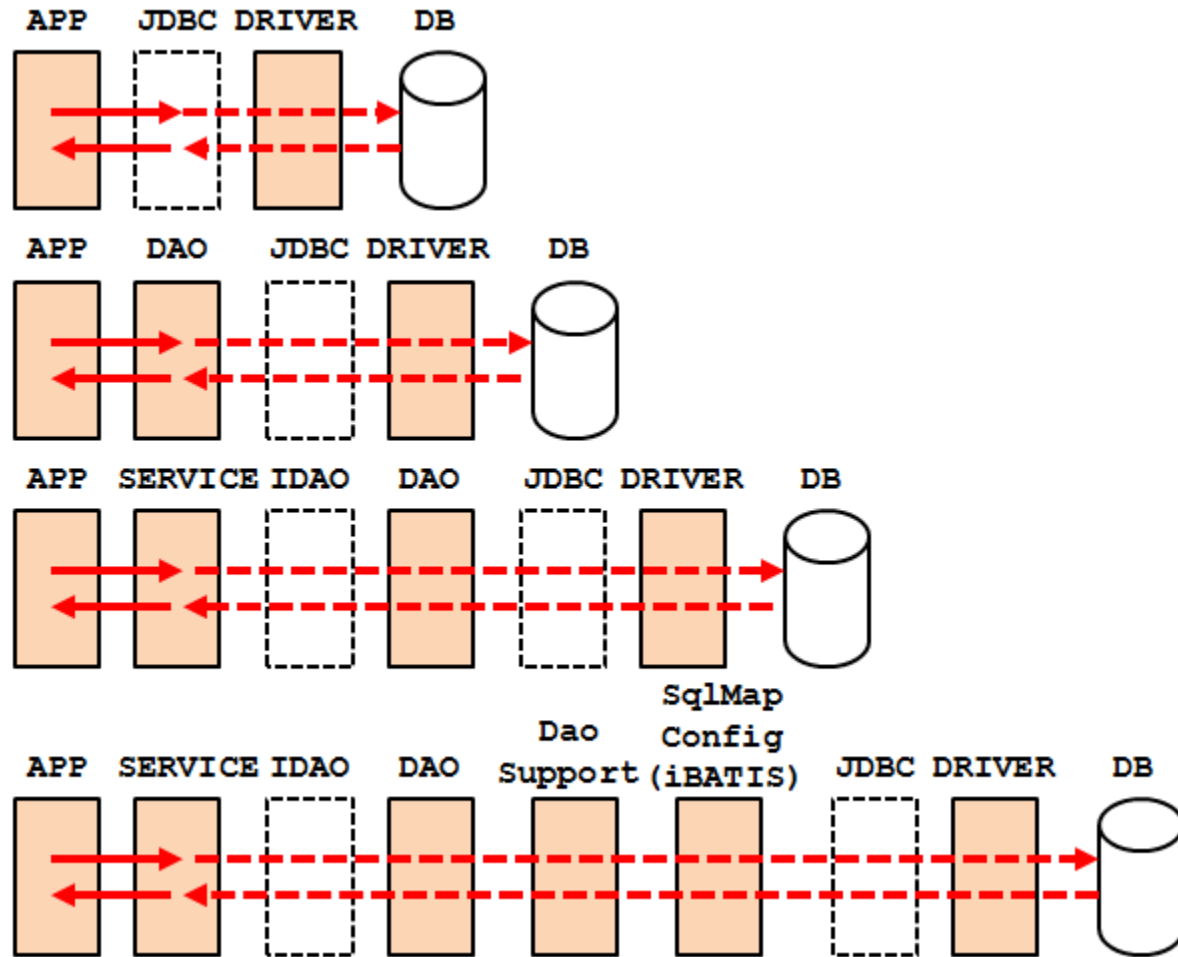 APP JDBC DRIVER DB
APP DAO JDBC DRIVER DB
APP SERVICE IDAO DAO JDBC DRIVER DB
SqlMap
Dao Config
APP SERVICE IDAO DAO Support (iBATIS) JDBC DRIVER DB